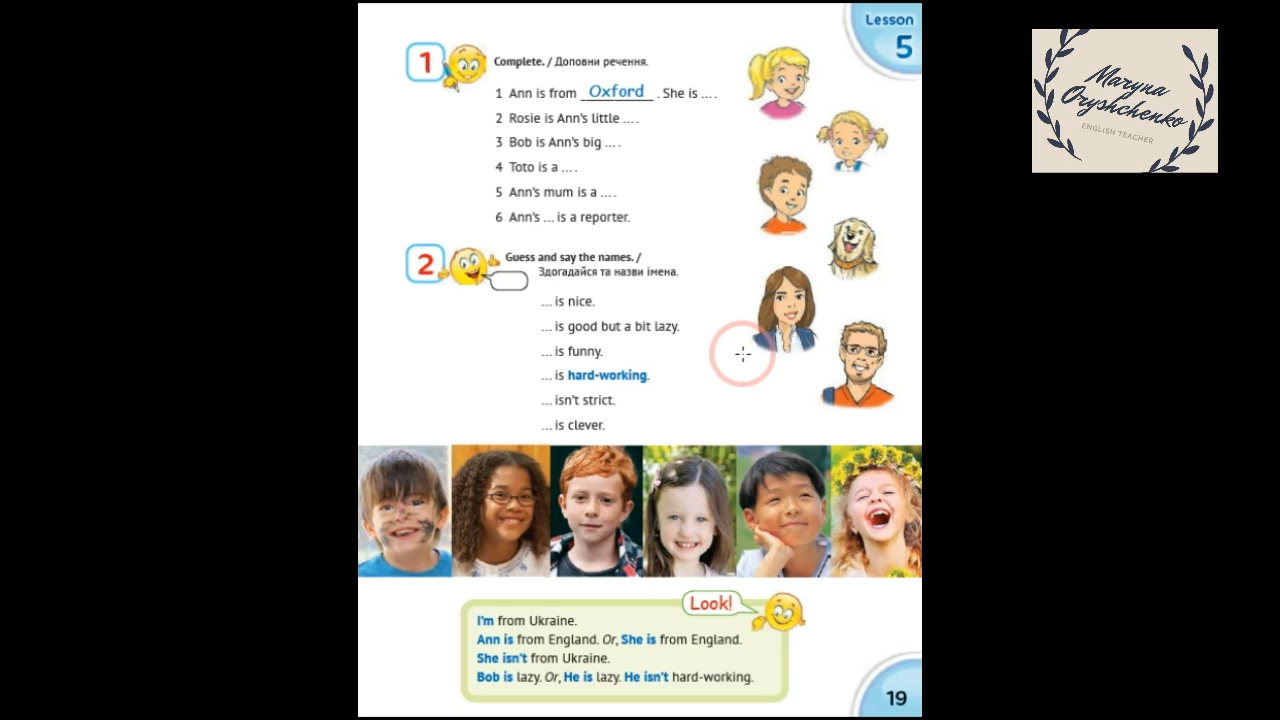 Lesson
5
1
Complete. / Доповни речення.
1 Ann is from Oxford . She is ... .
2 Rosie is Ann's little ... .
3 Bob is Ann's big ... .
4 Toto is a ... .
5 Ann's mum is a ... .
6 Ann's ... is a reporter.
2
Guess and say the names. /
Здогадайся та назви імена.
... is nice.
... is good but a bit lazy.
... is funny.
... is hard-working.
... isn't strict.
... is clever.
Look!
I'm from Ukraine.
Ann is from England. Or, She is from England.
She isn't from Ukraine.
Bob is lazy. Or, He is lazy. He isn't hard-working.
19
Maryna
Oryshchenko
ENGLISH TEACHER